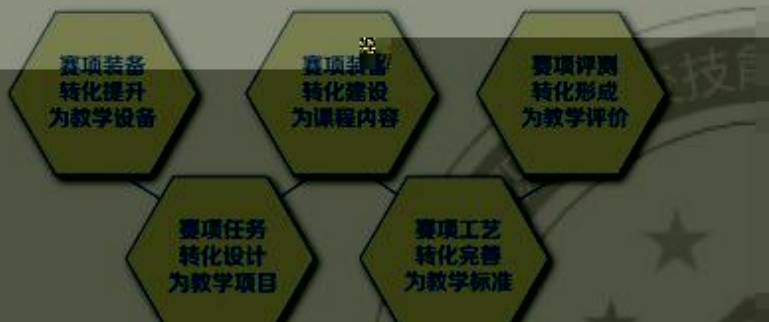 赛项装备
转化提升
为教学设备
赛项装备
转化建设
为课程内容
赛项评测
转化形成
为教学评价
赛项任务
转化设计
为教学项目
赛项工艺
转化完善
为教学标准
技能